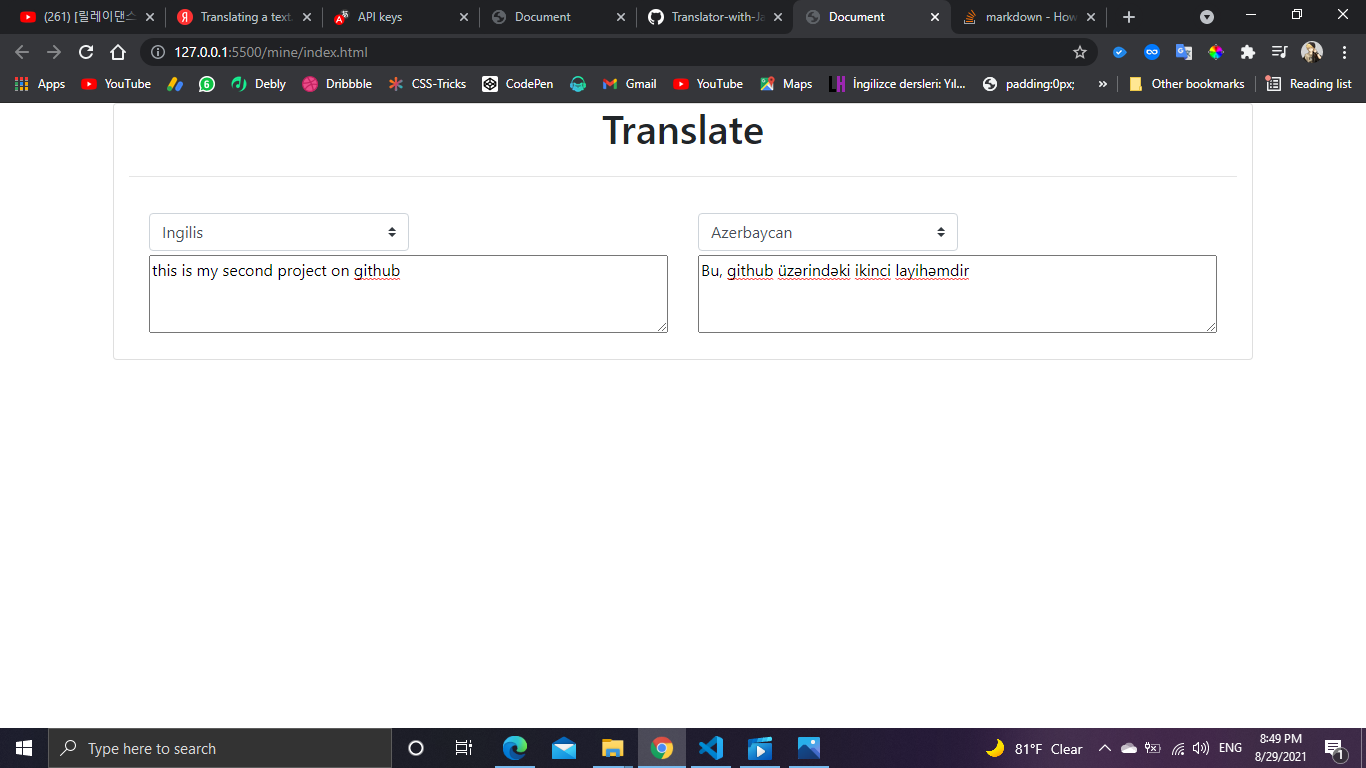 (261) [릴레이댄스
Translating a text.
API keys
Document
Translator-with-Ja
Document
markdown - How
127.0.0.1:5500/mine/index.html
Apps
YouTube
Debly
Dribbble
CSS-Tricks
CodePen
Gmail
YouTube
Maps
LH
İngilizce dersleri: Yıl...
padding:0px;
»
Other bookmarks
Reading list
Translate
Ingilis
Azerbaycan
this is my second project on github
Bu, github üzərindəki ikinci layihəmdir
Type here to search
81°F Clear
ENG
8:49 PM
8/29/2021
1